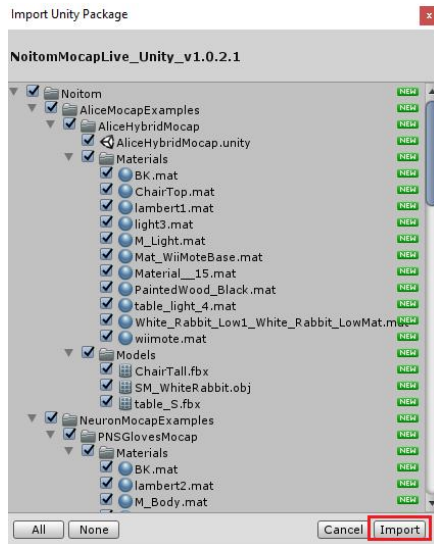 Import Unity Package
x
NoitomMocapLive_Unity_v1.0.2.1
Noitom NEW
AliceMocapExamples NEW
AliceHybridMocap NEW
AliceHybridMocap.unity NEW
Materials NEW
BK.mat NEW
ChairTop.mat NEW
lambert1.mat NEW
light3.mat NEW
M_Light.mat NEW
Mat_WiiMoteBase.mat NEW
Material__15.mat NEW
PaintedWood_Black.mat NEW
table_light_4.mat NEW
White_Rabbit_Low1_White_Rabbit_LowMat.mat NEW
wiimote.mat NEW
Models NEW
ChairTall.fbx NEW
SM_WhiteRabbit.obj NEW
table_S.fbx NEW
NeuronMocapExamples NEW
PNSGlovesMocap NEW
Materials NEW
BK.mat NEW
lambert2.mat NEW
M_Body.mat NEW
All None Cancel Import